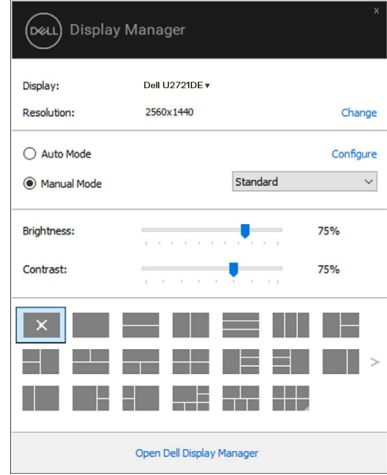 x
DELL Display Manager
Display: Dell U2721DE ▾
Resolution: 2560x1440 Change
Auto Mode Configure
Manual Mode Standard
Brightness: 75%
Contrast: 75%
Open Dell Display Manager